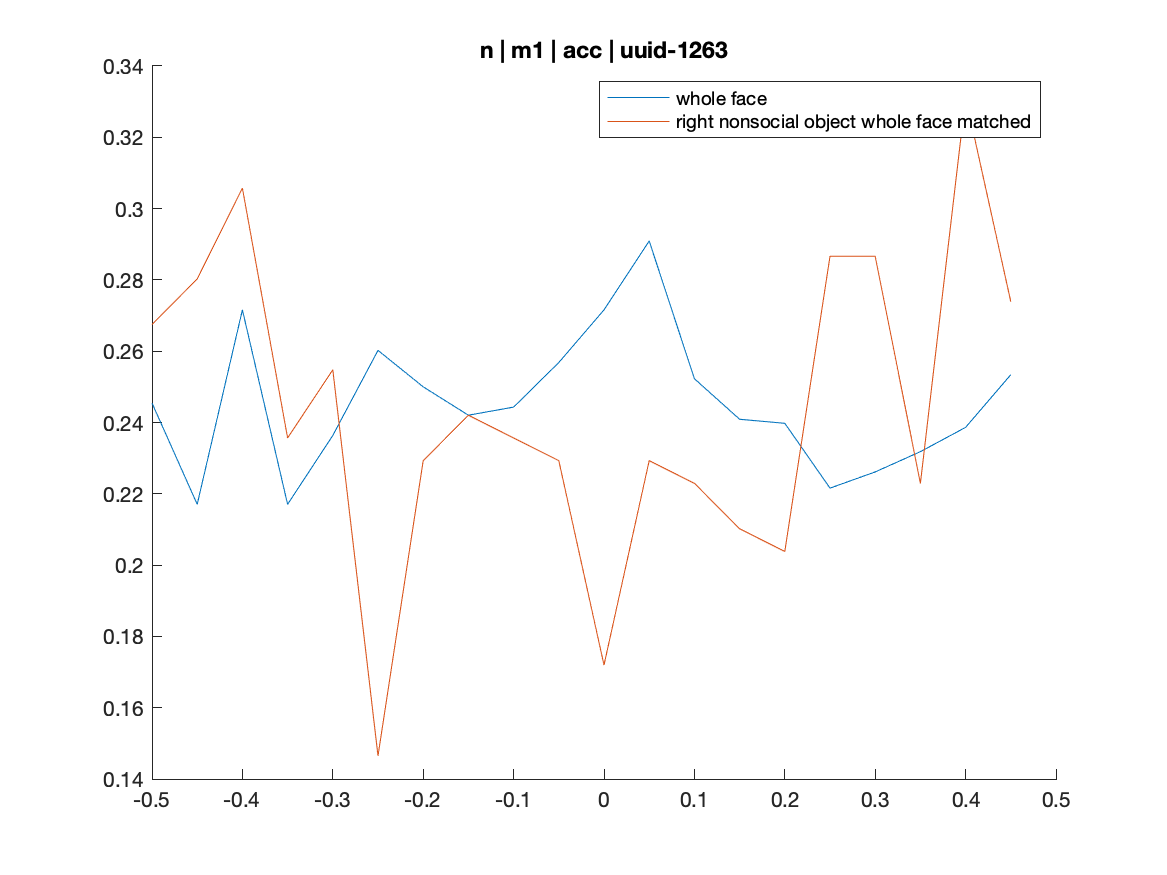 n | m1 | acc | uuid-1263
whole face
right nonsocial object whole face matched
0.34
0.32
0.3
0.28
0.26
0.24
0.22
0.2
0.18
0.16
0.14
-0.5 -0.4 -0.3 -0.2 -0.1 0 0.1 0.2 0.3 0.4 0.5